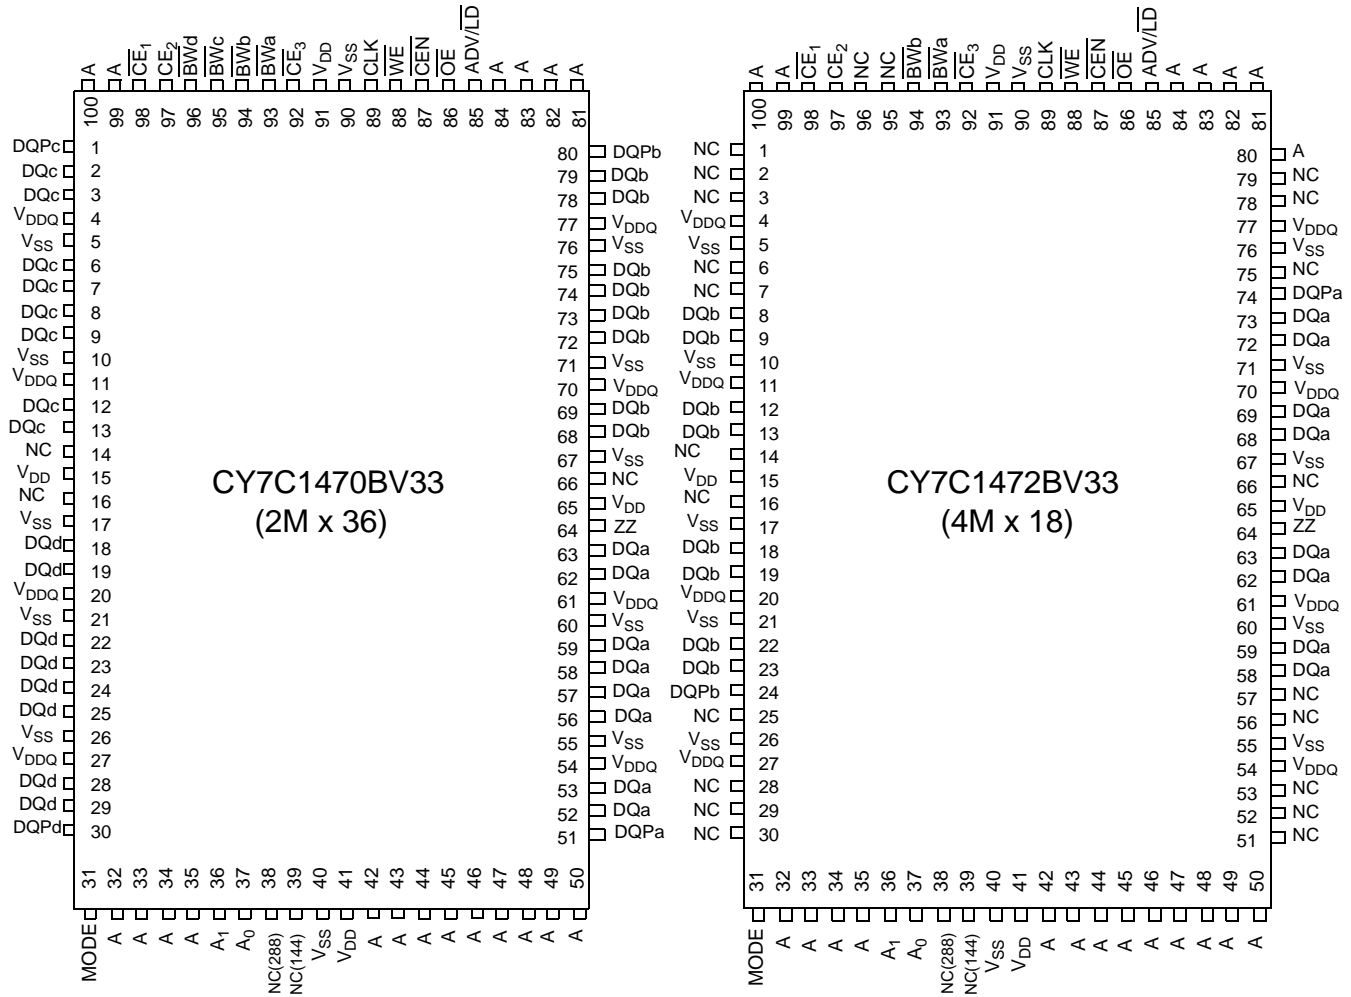 A A CE1 CE2 BWd BWc BWb BWa CE3 VDD VSS CLK WE CEN OE ADV/LD A A A A
100 99 98 97 96 95 94 93 92 91 90 89 88 87 86 85 84 83 82 81
DQPc 1
DQc 2
DQc 3
VDDQ 4
VSS 5
DQc 6
DQc 7
DQc 8
DQc 9
VSS 10
VDDQ 11
DQc 12
DQc 13
NC 14
VDD 15
NC 16
VSS 17
DQd 18
DQd 19
VDDQ 20
VSS 21
DQd 22
DQd 23
DQd 24
DQd 25
VSS 26
VDDQ 27
DQd 28
DQd 29
DQPd 30
CY7C1470BV33
(2M x 36)
80 DQPb
79 DQb
78 DQb
77 VDDQ
76 VSS
75 DQb
74 DQb
73 DQb
72 DQb
71 VSS
70 VDDQ
69 DQb
68 DQb
67 VSS
66 NC
65 VDD
64 ZZ
63 DQa
62 DQa
61 VDDQ
60 VSS
59 DQa
58 DQa
57 DQa
56 DQa
55 VSS
54 VDDQ
53 DQa
52 DQa
51 DQPa
31 32 33 34 35 36 37 38 39 40 41 42 43 44 45 46 47 48 49 50
MODE A A A A A1 A0 NC(288) NC(144) VSS VDD A A A A A A A A A
A A CE1 CE2 NC NC BWb BWa CE3 VDD VSS CLK WE CEN OE ADV/LD A A A A
100 99 98 97 96 95 94 93 92 91 90 89 88 87 86 85 84 83 82 81
NC 1
NC 2
NC 3
VDDQ 4
VSS 5
NC 6
NC 7
DQb 8
DQb 9
VSS 10
VDDQ 11
DQb 12
DQb 13
NC 14
VDD 15
NC 16
VSS 17
DQb 18
DQb 19
VDDQ 20
VSS 21
DQb 22
DQb 23
DQPb 24
NC 25
VSS 26
VDDQ 27
NC 28
NC 29
NC 30
CY7C1472BV33
(4M x 18)
80 A
79 NC
78 NC
77 VDDQ
76 VSS
75 NC
74 DQPa
73 DQa
72 DQa
71 VSS
70 VDDQ
69 DQa
68 DQa
67 VSS
66 NC
65 VDD
64 ZZ
63 DQa
62 DQa
61 VDDQ
60 VSS
59 DQa
58 DQa
57 NC
56 NC
55 VSS
54 VDDQ
53 NC
52 NC
51 NC
31 32 33 34 35 36 37 38 39 40 41 42 43 44 45 46 47 48 49 50
MODE A A A A A1 A0 NC(288) NC(144) VSS VDD A A A A A A A A A